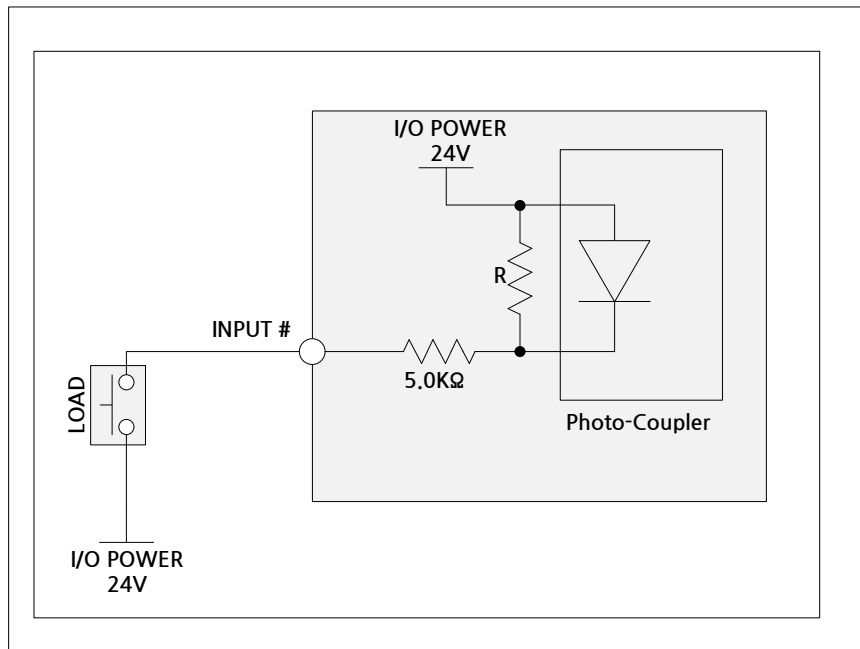 I/O POWER
24V
R
INPUT #
5.0KΩ
LOAD
Photo-Coupler
I/O POWER
24V